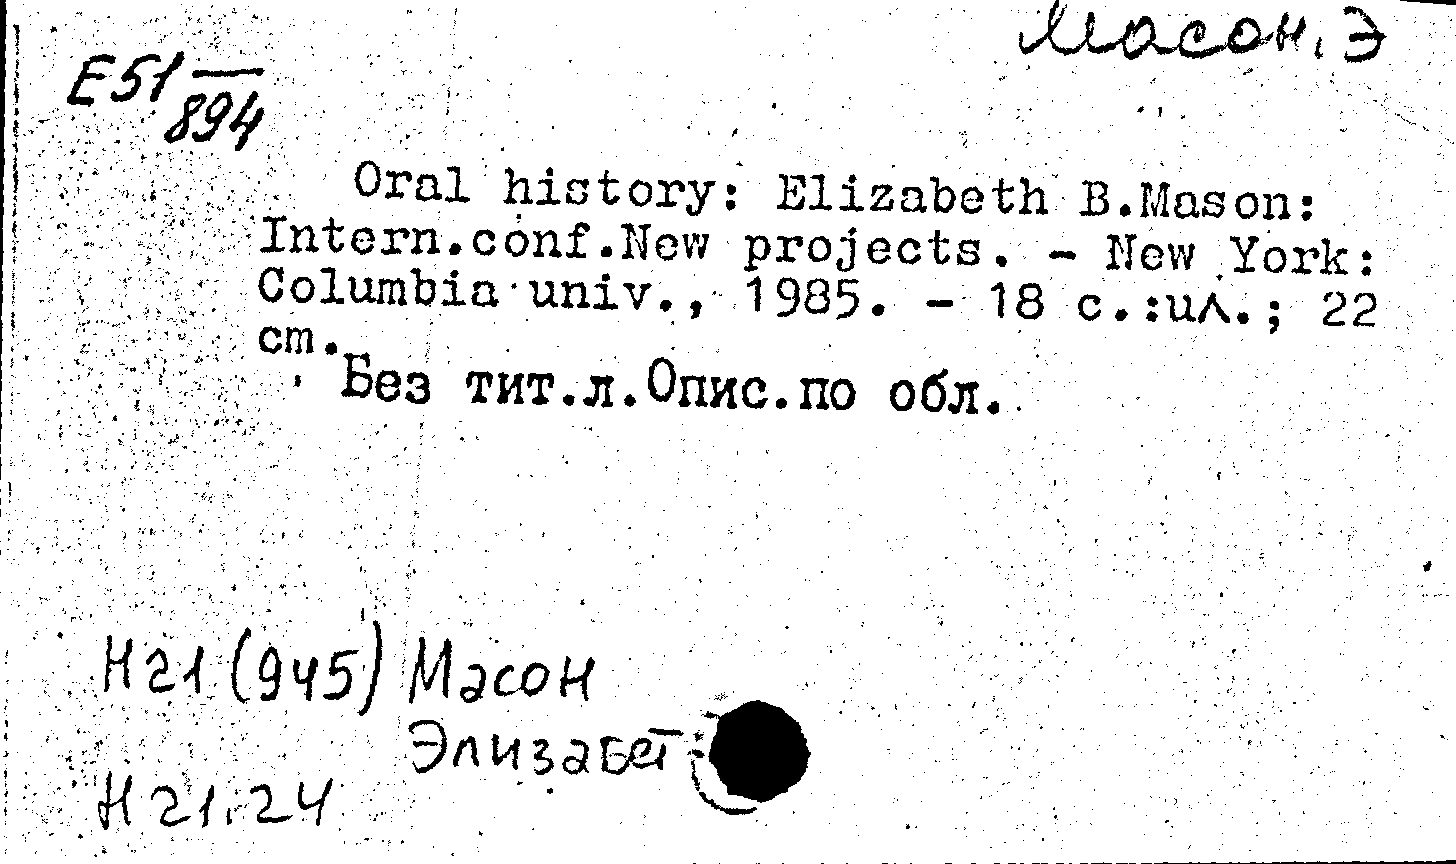 Масон, Э
Е51 —
894
Oral history: Elizabeth B.Mason:
Intern.conf.New projects. - New York:
Columbia univ., 1985. - 18 с.:ил.; 22
cm.
Без тит.л.Опис.по обл.
Н21(945) Масон
Элизабет
Н21.24